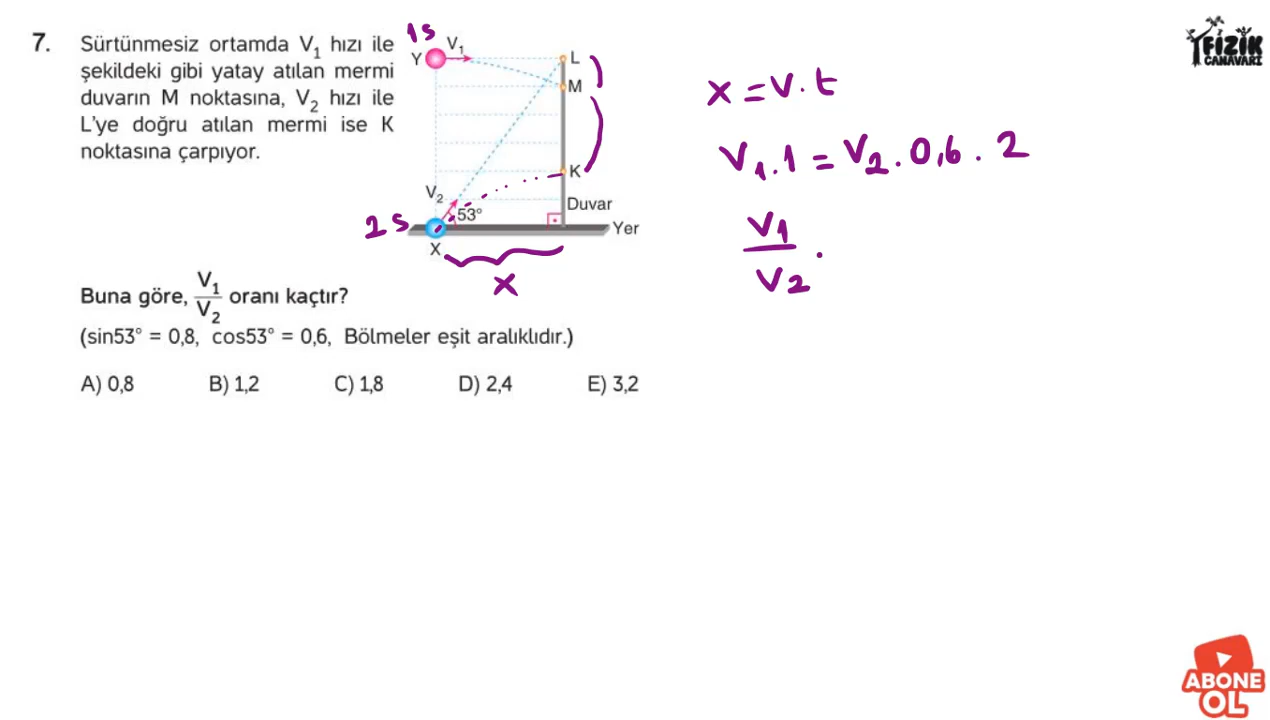 7. Sürtünmesiz ortamda V₁ hızı ile
şekildeki gibi yatay atılan mermi
duvarın M noktasına, V₂ hızı ile
L'ye doğru atılan mermi ise K
noktasına çarpıyor.
1s
V₁
Y
L
M
K
V₂
53°
Duvar
2s
Yer
X
x
Buna göre, V₁/V₂ oranı kaçtır?
(sin53° = 0,8, cos53° = 0,6, Bölmeler eşit aralıklıdır.)
A) 0,8 B) 1,2 C) 1,8 D) 2,4 E) 3,2
x = v.t
V₁.1 = V₂.0,6.2
V₁/V₂
FİZİK
CANAVARI
ABONE
OL